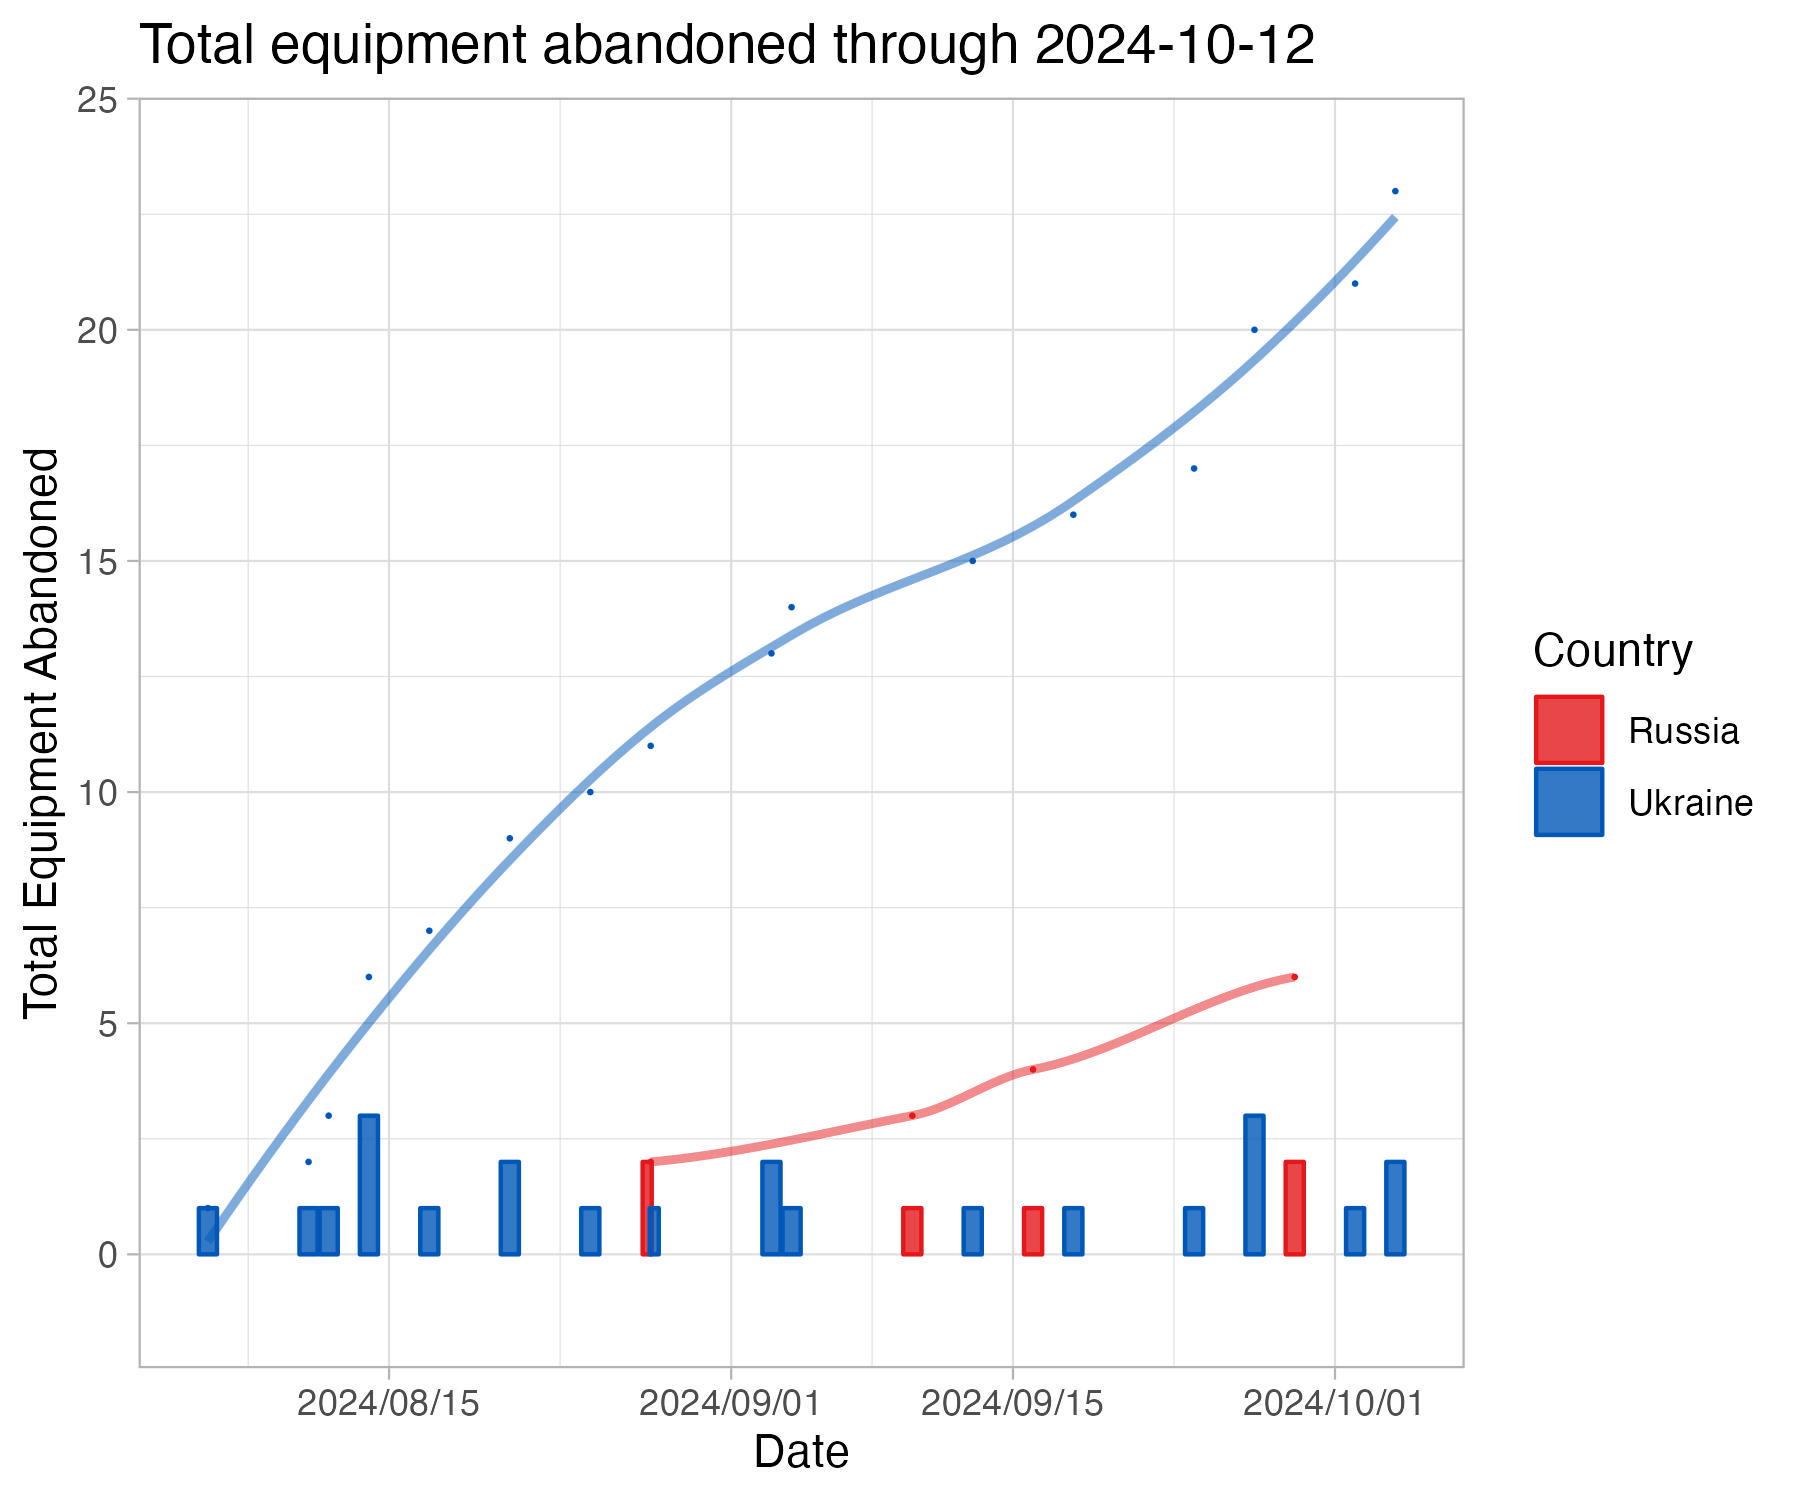 Total equipment abandoned through 2024-10-12
Total Equipment Abandoned
25
20
15
10
5
0
2024/08/15
2024/09/01
2024/09/15
2024/10/01
Date
Country
Russia
Ukraine